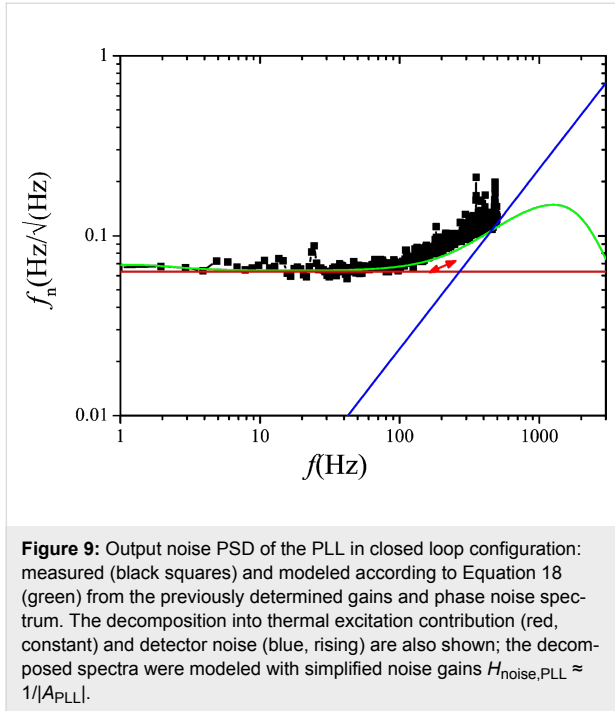 1
0.1
0.01
fn(Hz/√(Hz)
1 10 100 1000
f(Hz)
Figure 9: Output noise PSD of the PLL in closed loop configuration:
measured (black squares) and modeled according to Equation 18
(green) from the previously determined gains and phase noise spec-
trum. The decomposition into thermal excitation contribution (red,
constant) and detector noise (blue, rising) are also shown; the decom-
posed spectra were modeled with simplified noise gains Hnoise,PLL ≈
1/|APLL|.